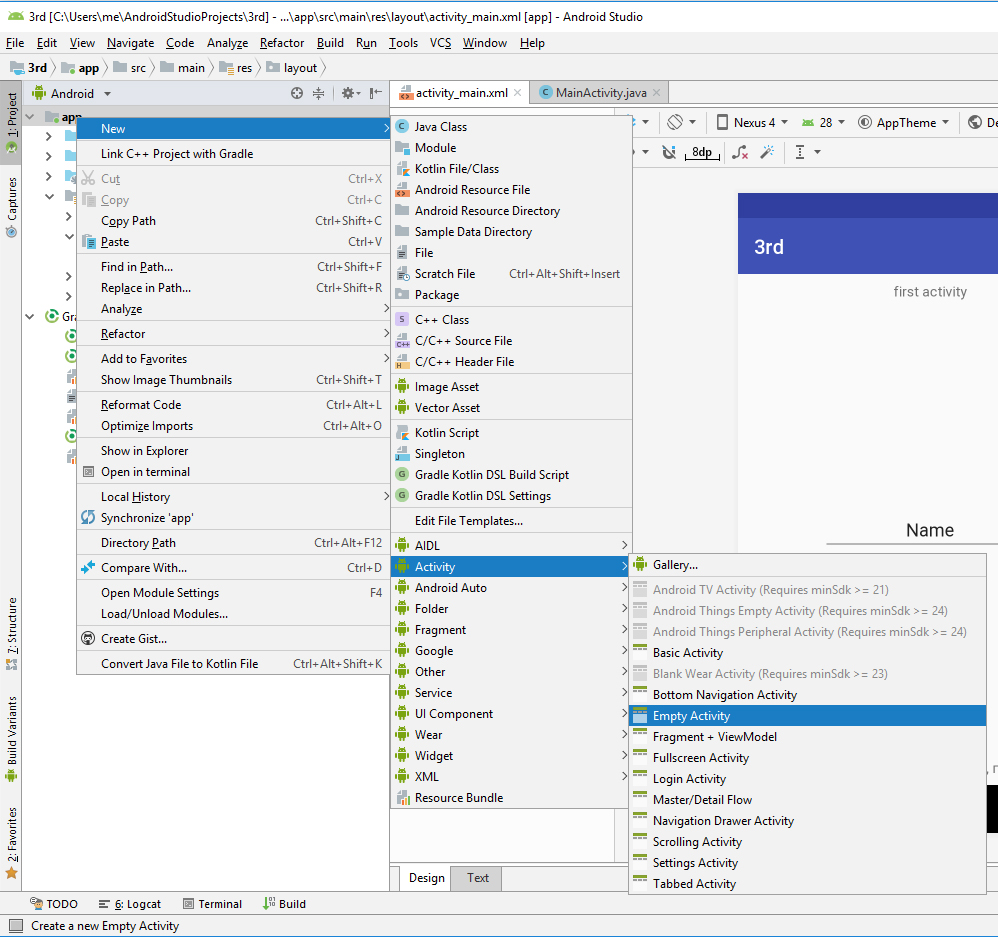 3rd [C:\Users\me\AndroidStudioProjects\3rd] - ...\app\src\main\res\layout\activity_main.xml [app] - Android Studio
File Edit View Navigate Code Analyze Refactor Build Run Tools VCS Window Help
3rd app src main res layout
1: Project
Captures
7: Structure
Build Variants
2: Favorites
Android
app
Gra
New
Link C++ Project with Gradle
Cut Ctrl+X
Copy Ctrl+C
Copy Path Ctrl+Shift+C
Paste Ctrl+V
Find in Path... Ctrl+Shift+F
Replace in Path... Ctrl+Shift+R
Analyze
Refactor
Add to Favorites
Show Image Thumbnails Ctrl+Shift+T
Reformat Code Ctrl+Alt+L
Optimize Imports Ctrl+Alt+O
Show in Explorer
Open in terminal
Local History
Synchronize 'app'
Directory Path Ctrl+Alt+F12
Compare With... Ctrl+D
Open Module Settings F4
Load/Unload Modules...
Create Gist...
Convert Java File to Kotlin File Ctrl+Alt+Shift+K
activity_main.xml MainActivity.java
Nexus 4 28 AppTheme De
8dp
Java Class
Module
Kotlin File/Class
Android Resource File
Android Resource Directory
Sample Data Directory
File
Scratch File Ctrl+Alt+Shift+Insert
Package
C++ Class
C/C++ Source File
C/C++ Header File
Image Asset
Vector Asset
Kotlin Script
Singleton
Gradle Kotlin DSL Build Script
Gradle Kotlin DSL Settings
Edit File Templates...
AIDL
Activity
Android Auto
Folder
Fragment
Google
Other
Service
UI Component
Wear
Widget
XML
Resource Bundle
3rd
first activity
Name
Gallery...
Android TV Activity (Requires minSdk >= 21)
Android Things Empty Activity (Requires minSdk >= 24)
Android Things Peripheral Activity (Requires minSdk >= 24)
Basic Activity
Blank Wear Activity (Requires minSdk >= 23)
Bottom Navigation Activity
Empty Activity
Fragment + ViewModel
Fullscreen Activity
Login Activity
Master/Detail Flow
Navigation Drawer Activity
Scrolling Activity
Settings Activity
Tabbed Activity
Design Text
TODO 6: Logcat Terminal Build
Create a new Empty Activity